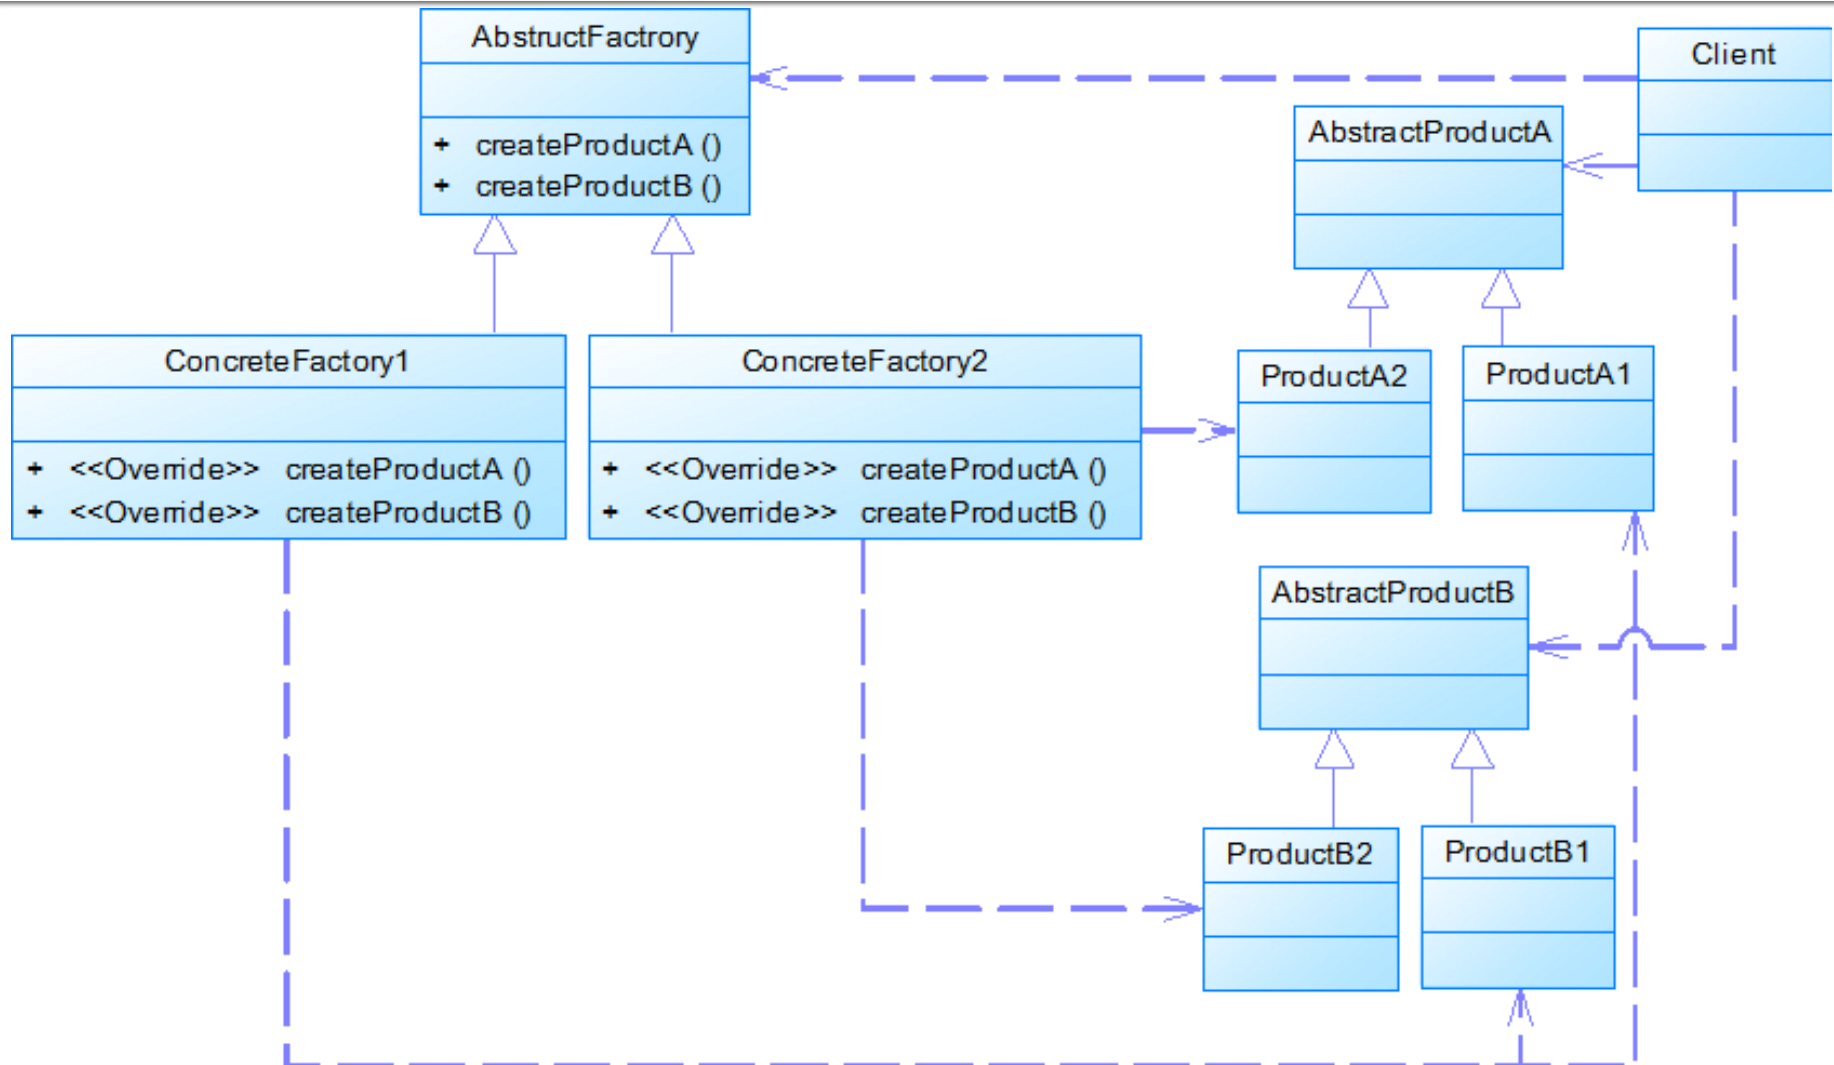 AbstructFactrory
+ createProductA ()
+ createProductB ()
Client
AbstractProductA
ConcreteFactory1
+ <<Override>> createProductA ()
+ <<Override>> createProductB ()
ConcreteFactory2
+ <<Override>> createProductA ()
+ <<Override>> createProductB ()
ProductA2
ProductA1
AbstractProductB
ProductB2
ProductB1